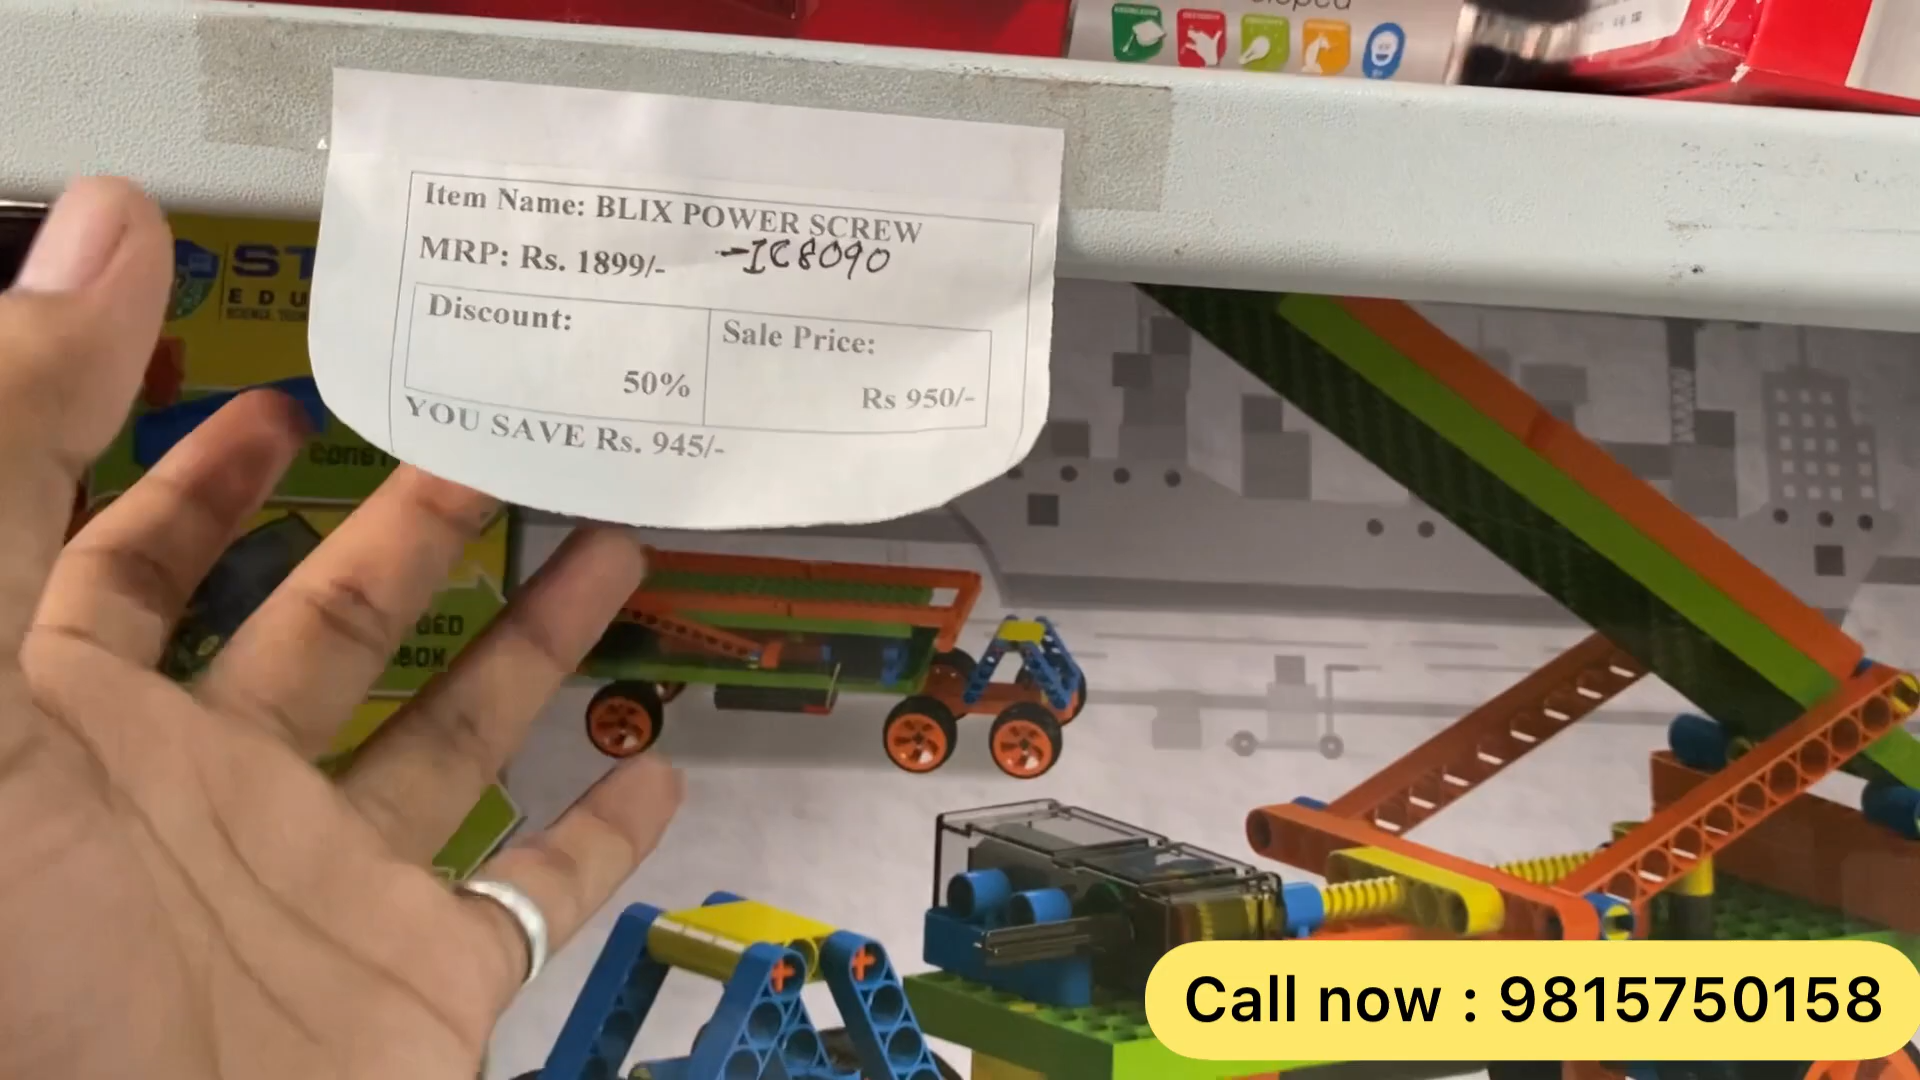 Item Name: BLIX POWER SCREW
MRP: Rs. 1899/- -IC8090
Discount:
50%
Sale Price:
Rs 950/-
YOU SAVE Rs. 945/-
Call now : 9815750158